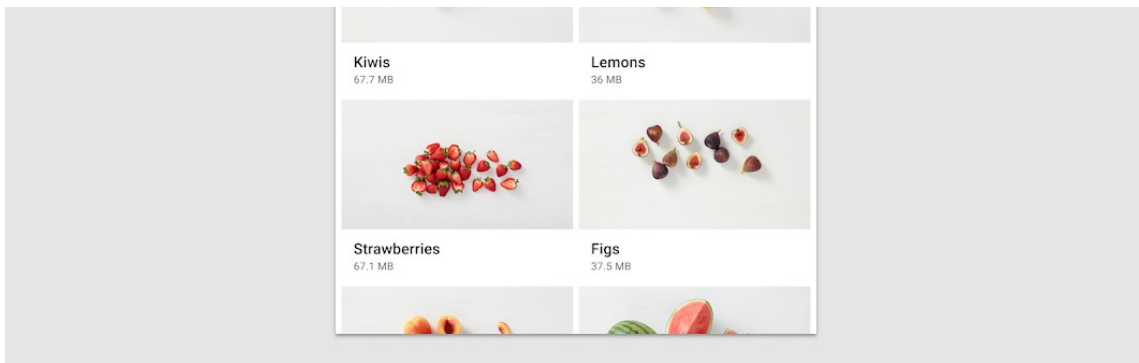 Kiwis
67.7 MB
Lemons
36 MB
Strawberries
67.1 MB
Figs
37.5 MB